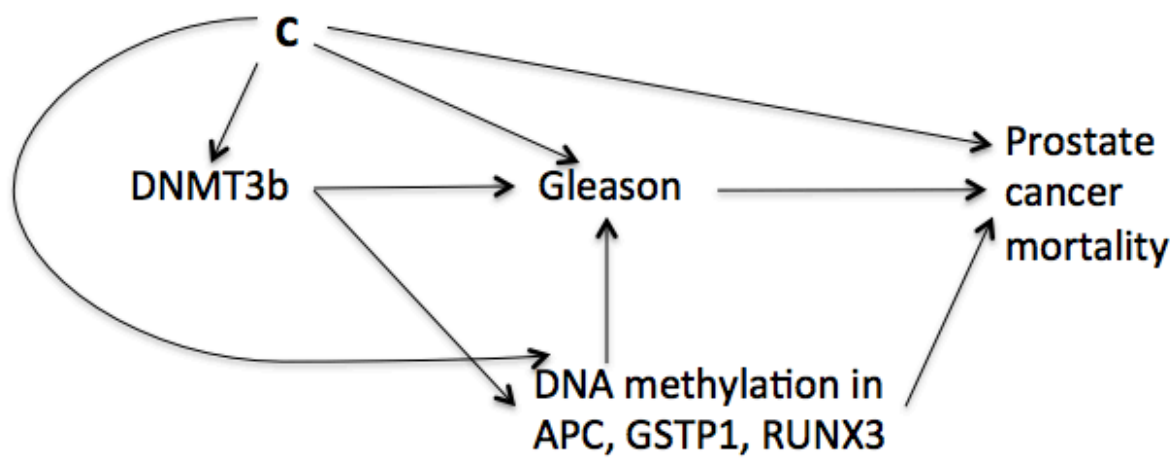 C
DNMT3b
Gleason
Prostate
cancer
mortality
DNA methylation in
APC, GSTP1, RUNX3